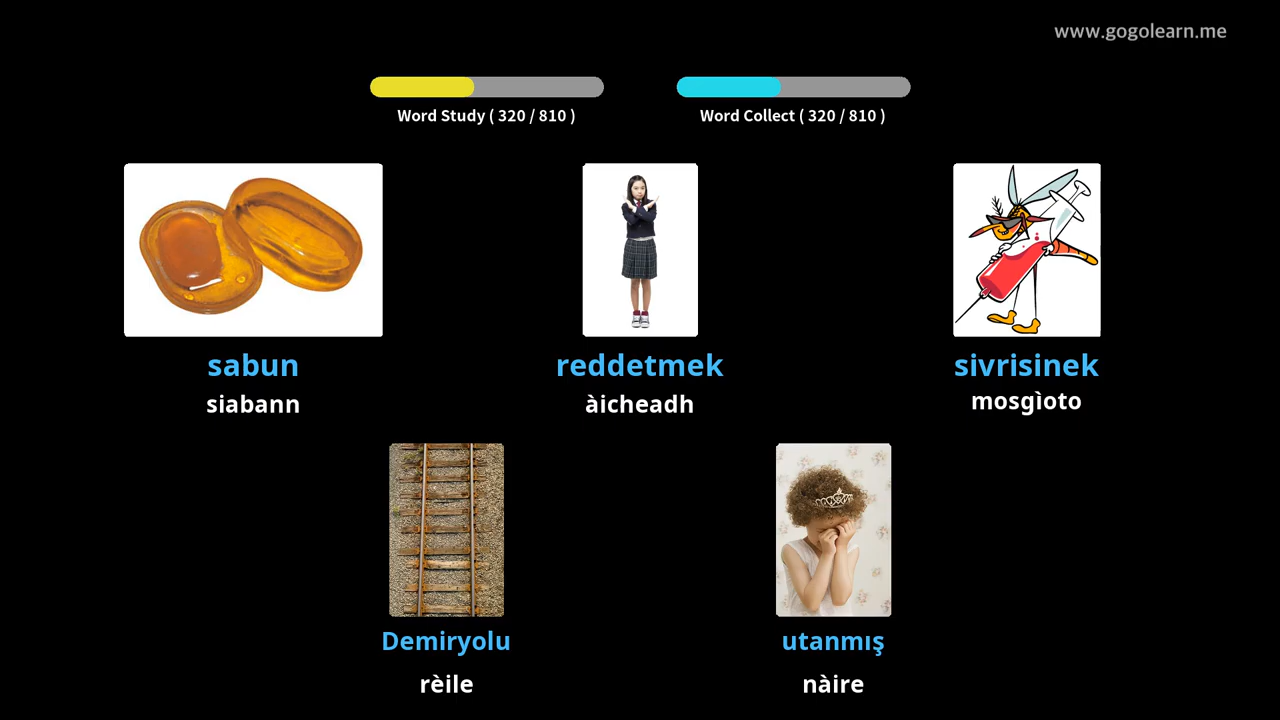 www.gogolearn.me
Word Study ( 320 / 810 )
Word Collect ( 320 / 810 )
sabun
siabann
reddetmek
àicheadh
sivrisinek
mosgìoto
Demiryolu
rèile
utanmış
nàire